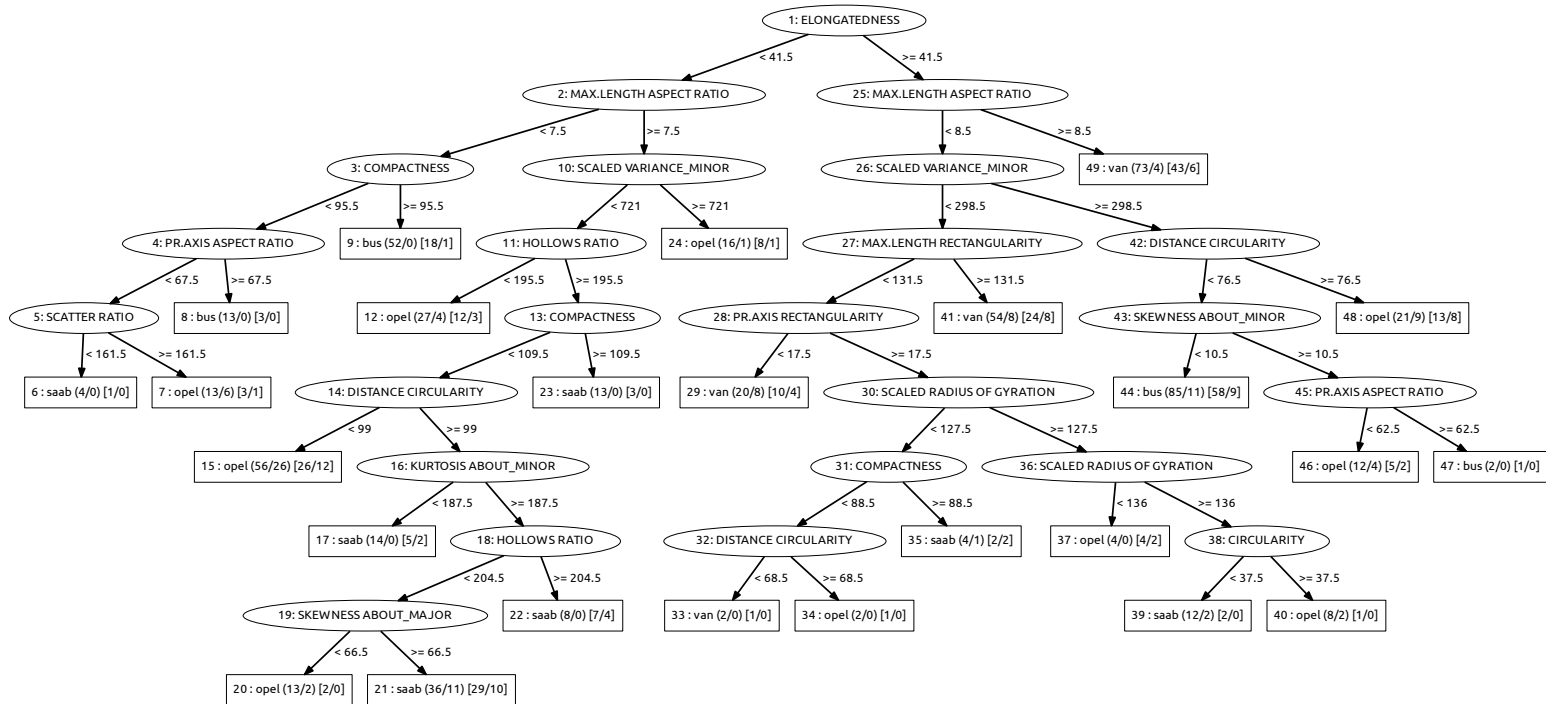 1: ELONGATEDNESS
< 41.5
>= 41.5
2: MAX.LENGTH ASPECT RATIO
25: MAX.LENGTH ASPECT RATIO
< 7.5
>= 7.5
< 8.5
>= 8.5
3: COMPACTNESS
10: SCALED VARIANCE_MINOR
26: SCALED VARIANCE_MINOR
49 : van (73/4) [43/6]
< 95.5
>= 95.5
< 721
>= 721
< 298.5
>= 298.5
4: PR.AXIS ASPECT RATIO
9 : bus (52/0) [18/1]
11: HOLLOWS RATIO
24 : opel (16/1) [8/1]
27: MAX.LENGTH RECTANGULARITY
42: DISTANCE CIRCULARITY
< 67.5
>= 67.5
< 195.5
>= 195.5
< 131.5
>= 131.5
< 76.5
>= 76.5
5: SCATTER RATIO
8 : bus (13/0) [3/0]
12 : opel (27/4) [12/3]
13: COMPACTNESS
28: PR.AXIS RECTANGULARITY
41 : van (54/8) [24/8]
43: SKEWNESS ABOUT_MINOR
48 : opel (21/9) [13/8]
< 161.5
>= 161.5
< 109.5
>= 109.5
< 17.5
>= 17.5
< 10.5
>= 10.5
6 : saab (4/0) [1/0]
7 : opel (13/6) [3/1]
14: DISTANCE CIRCULARITY
23 : saab (13/0) [3/0]
29 : van (20/8) [10/4]
30: SCALED RADIUS OF GYRATION
44 : bus (85/11) [58/9]
45: PR.AXIS ASPECT RATIO
< 99
>= 99
< 127.5
>= 127.5
< 62.5
>= 62.5
15 : opel (56/26) [26/12]
16: KURTOSIS ABOUT_MINOR
31: COMPACTNESS
36: SCALED RADIUS OF GYRATION
46 : opel (12/4) [5/2]
47 : bus (2/0) [1/0]
< 187.5
>= 187.5
< 88.5
>= 88.5
< 136
>= 136
17 : saab (14/0) [5/2]
18: HOLLOWS RATIO
32: DISTANCE CIRCULARITY
35 : saab (4/1) [2/2]
37 : opel (4/0) [4/2]
38: CIRCULARITY
< 204.5
>= 204.5
< 68.5
>= 68.5
< 37.5
>= 37.5
19: SKEWNESS ABOUT_MAJOR
22 : saab (8/0) [7/4]
33 : van (2/0) [1/0]
34 : opel (2/0) [1/0]
39 : saab (12/2) [2/0]
40 : opel (8/2) [1/0]
< 66.5
>= 66.5
20 : opel (13/2) [2/0]
21 : saab (36/11) [29/10]